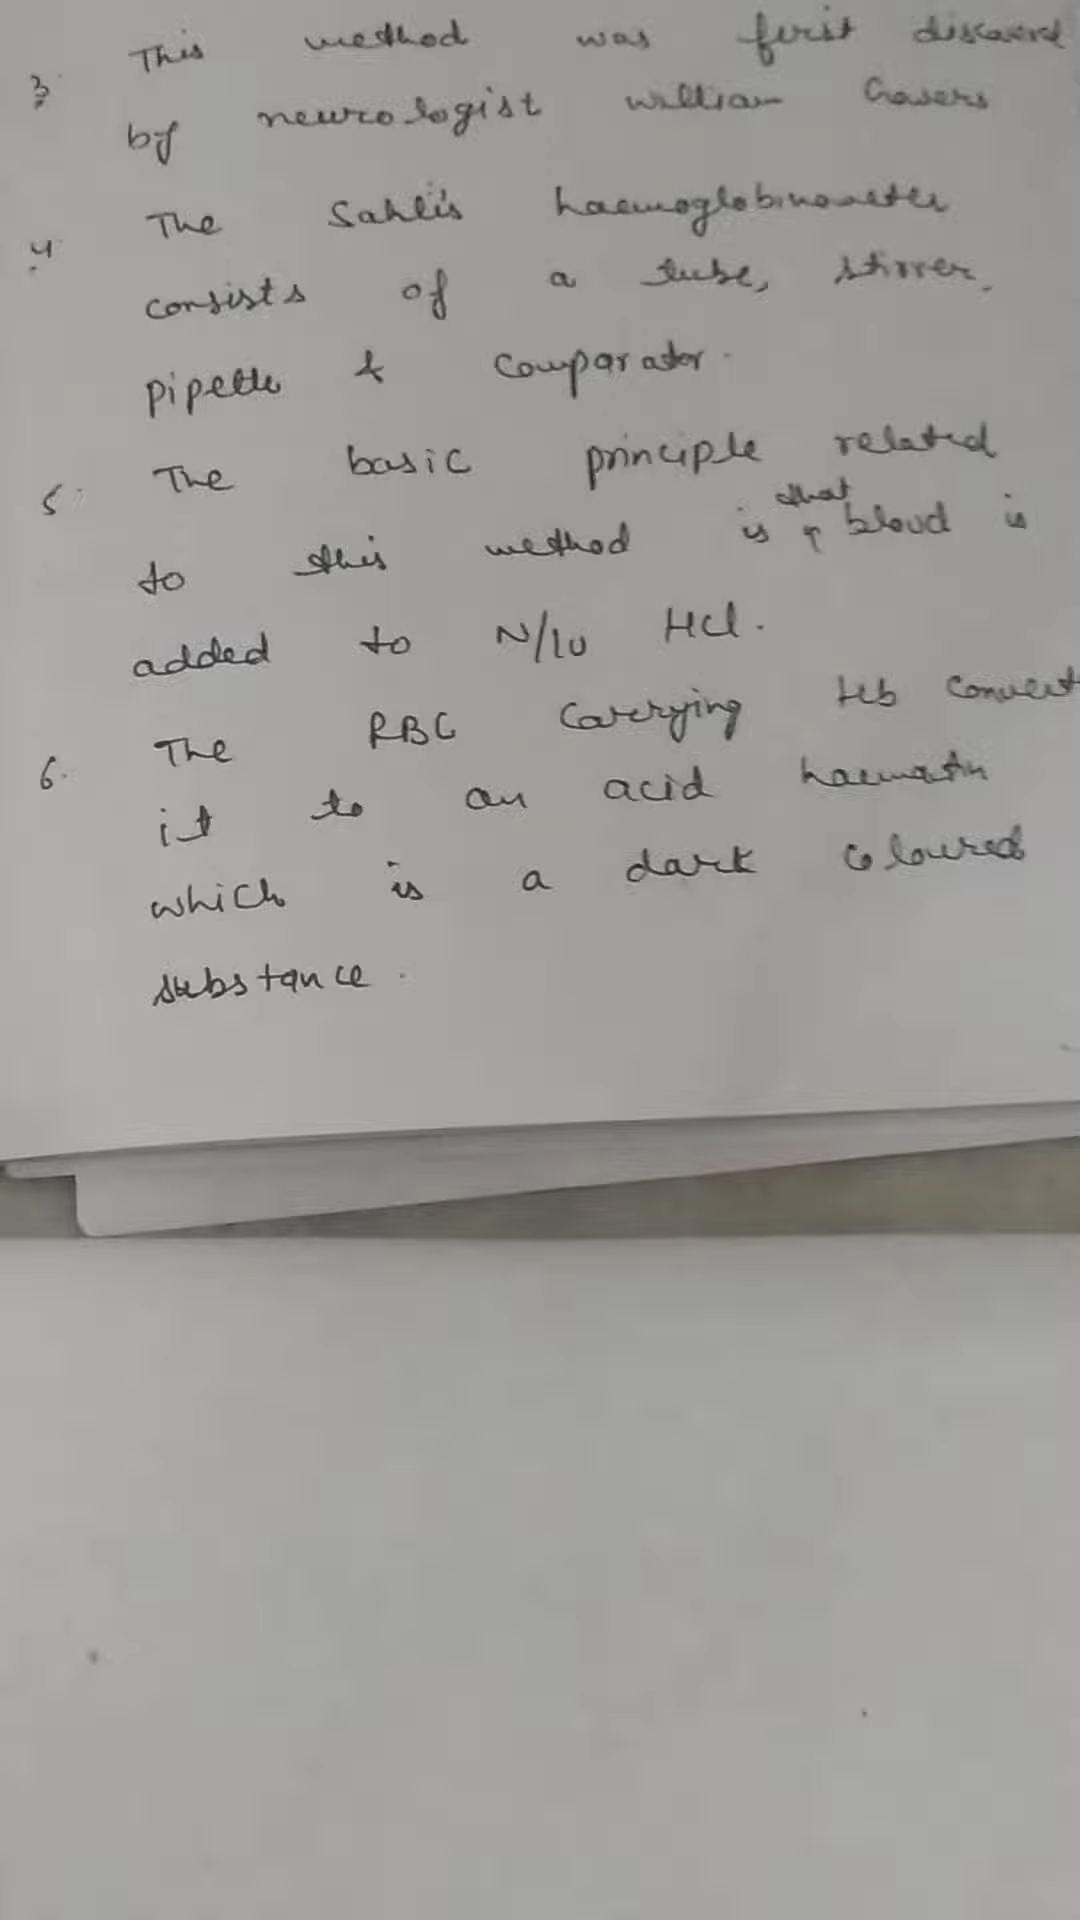 3. This method was first discoverd
by neurologist william Gowers
4. The Sahli's haemoglobinometer
consists of a tube, stirrer,
pipette & comparator.
5. The basic principle related
to this method is that blood is
added to N/10 HCl.
6. The RBC carrying Hb convert
it to an acid haematin
which is a dark coloured
substance.